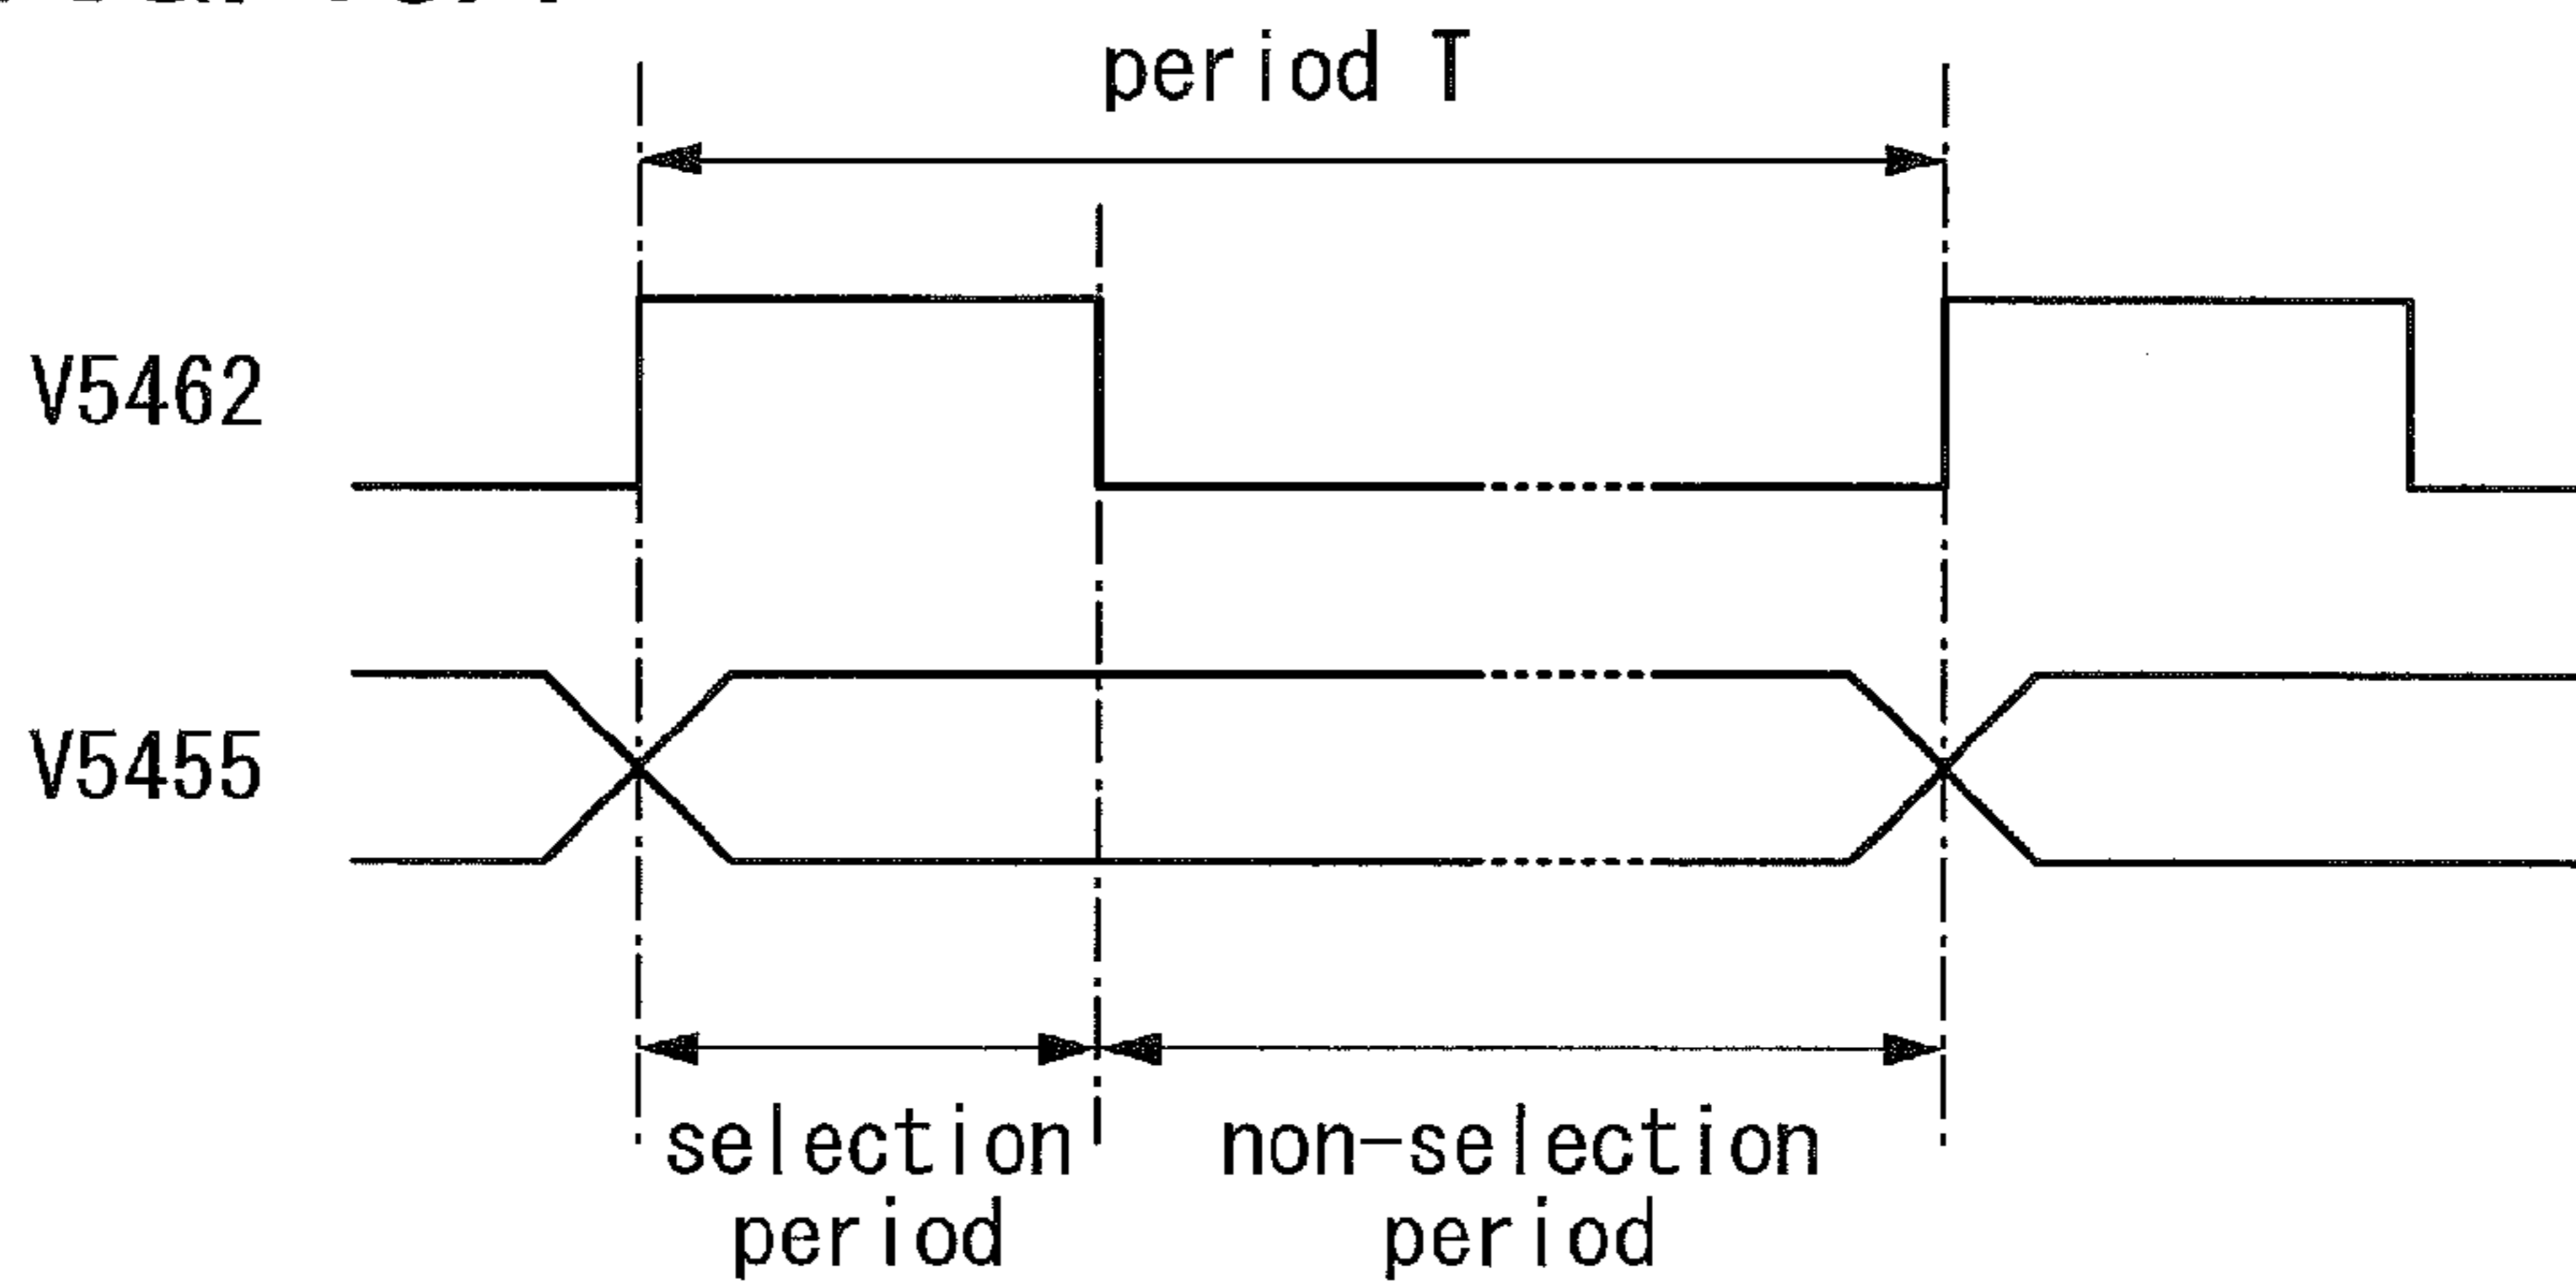 period T
V5462
V5455
selection non-selection
period period